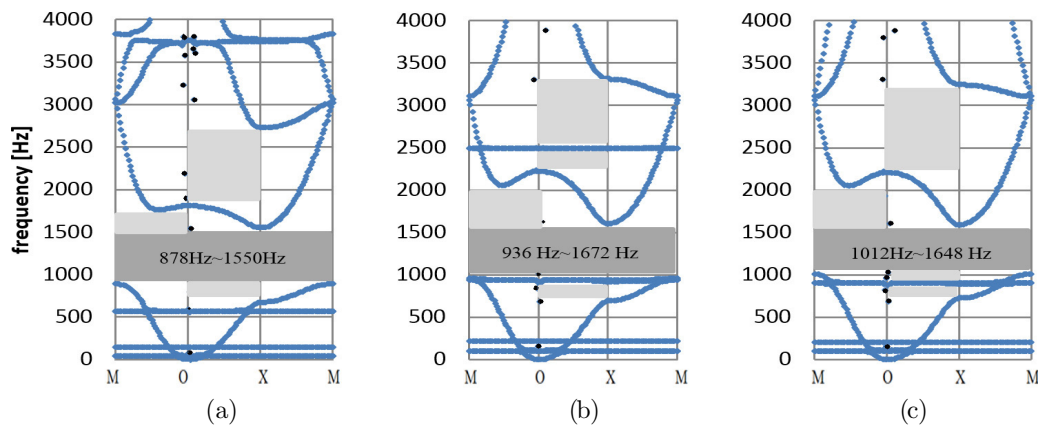 4000 4000 4000
3500 3500 3500
3000 3000 3000
2500 2500 2500
2000 2000 2000
1500 1500 1500
1000 1000 1000
500 500 500
0 0 0
frequency [Hz]
878Hz~1550Hz 936 Hz~1672 Hz 1012Hz~1648 Hz
M O X M M O X M M O X M
(a) (b) (c)